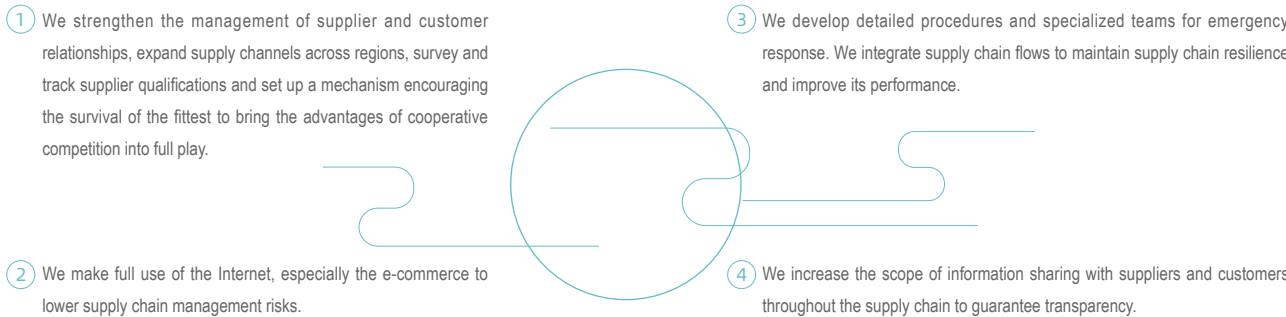 1 We strengthen the management of supplier and customer
relationships, expand supply channels across regions, survey and
track supplier qualifications and set up a mechanism encouraging
the survival of the fittest to bring the advantages of cooperative
competition into full play.
2 We make full use of the Internet, especially the e-commerce to
lower supply chain management risks.
3 We develop detailed procedures and specialized teams for emergency
response. We integrate supply chain flows to maintain supply chain resilience
and improve its performance.
4 We increase the scope of information sharing with suppliers and customers
throughout the supply chain to guarantee transparency.